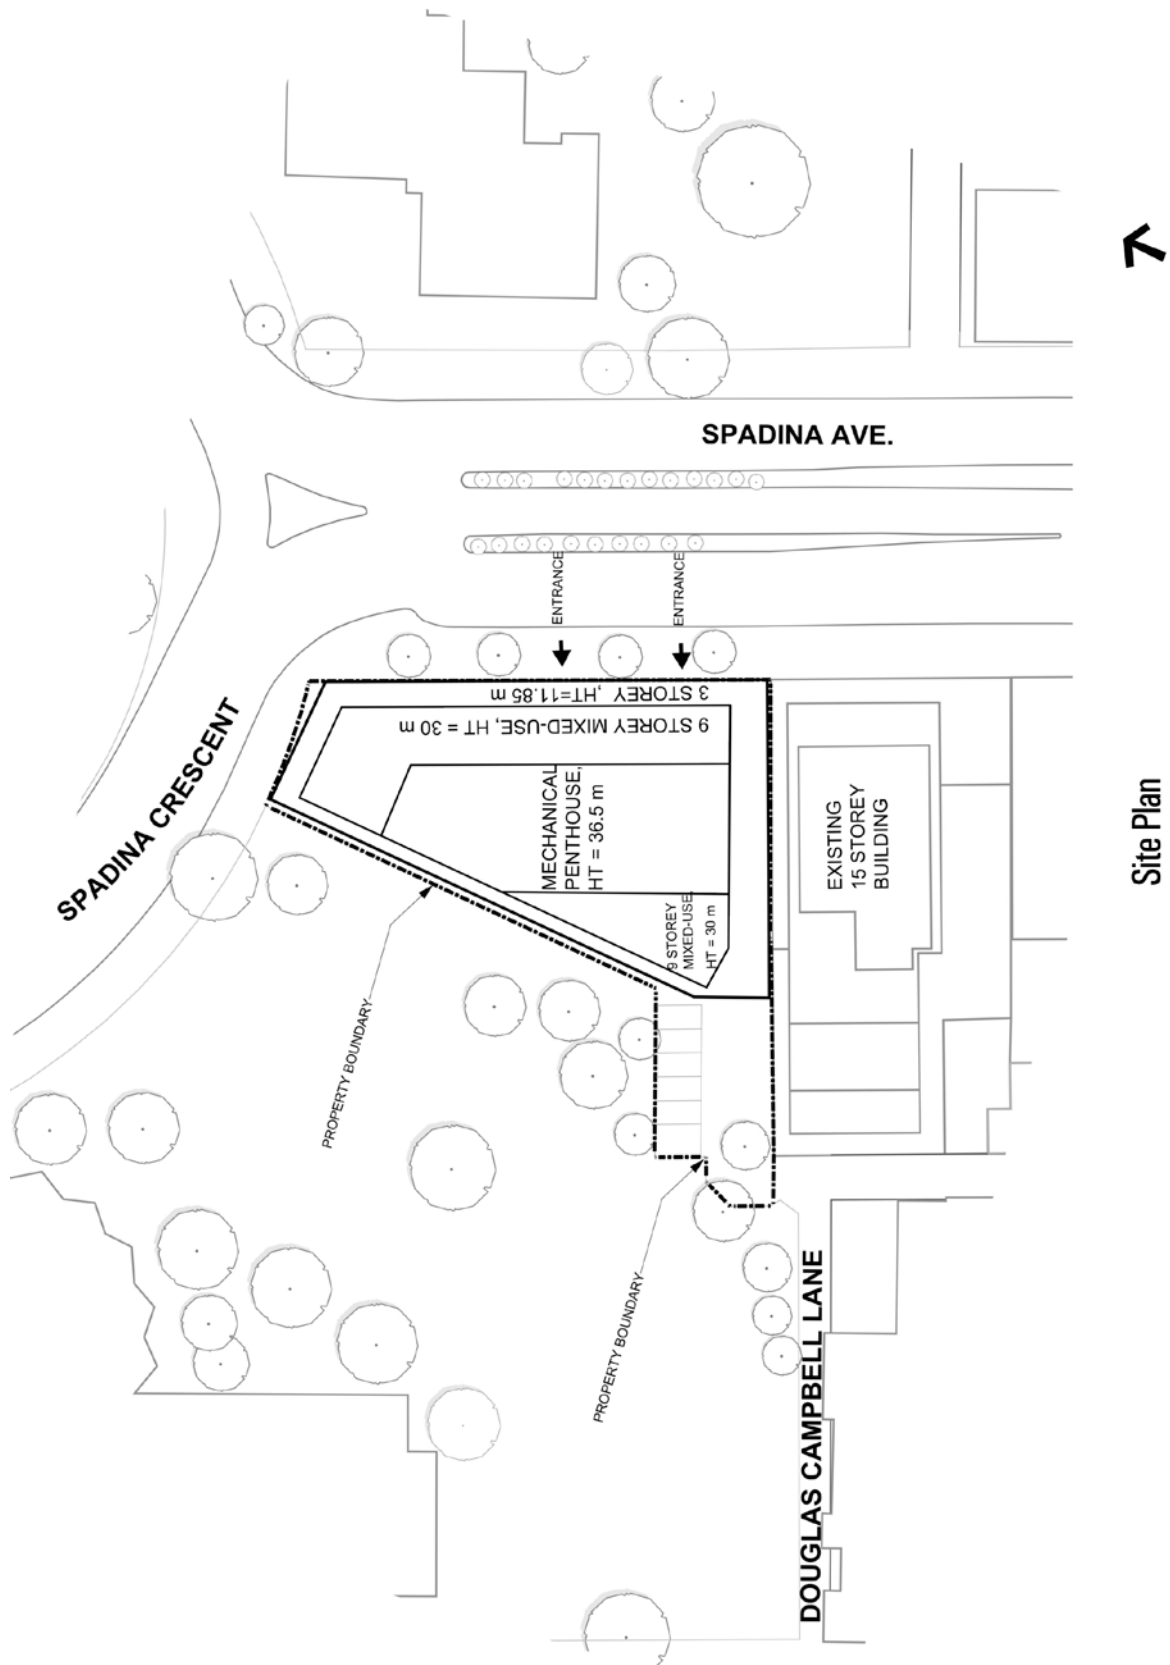 SPADINA AVE.
ENTRANCE
ENTRANCE
SPADINA CRESCENT
3 STOREY ,HT=11.85 m
9 STOREY MIXED-USE, HT = 30 m
MECHANICAL
PENTHOUSE,
HT = 36.5 m
9 STOREY
MIXED-USE
HT = 30 m
EXISTING
15 STOREY
BUILDING
PROPERTY BOUNDARY
PROPERTY BOUNDARY
DOUGLAS CAMPBELL LANE
Site Plan